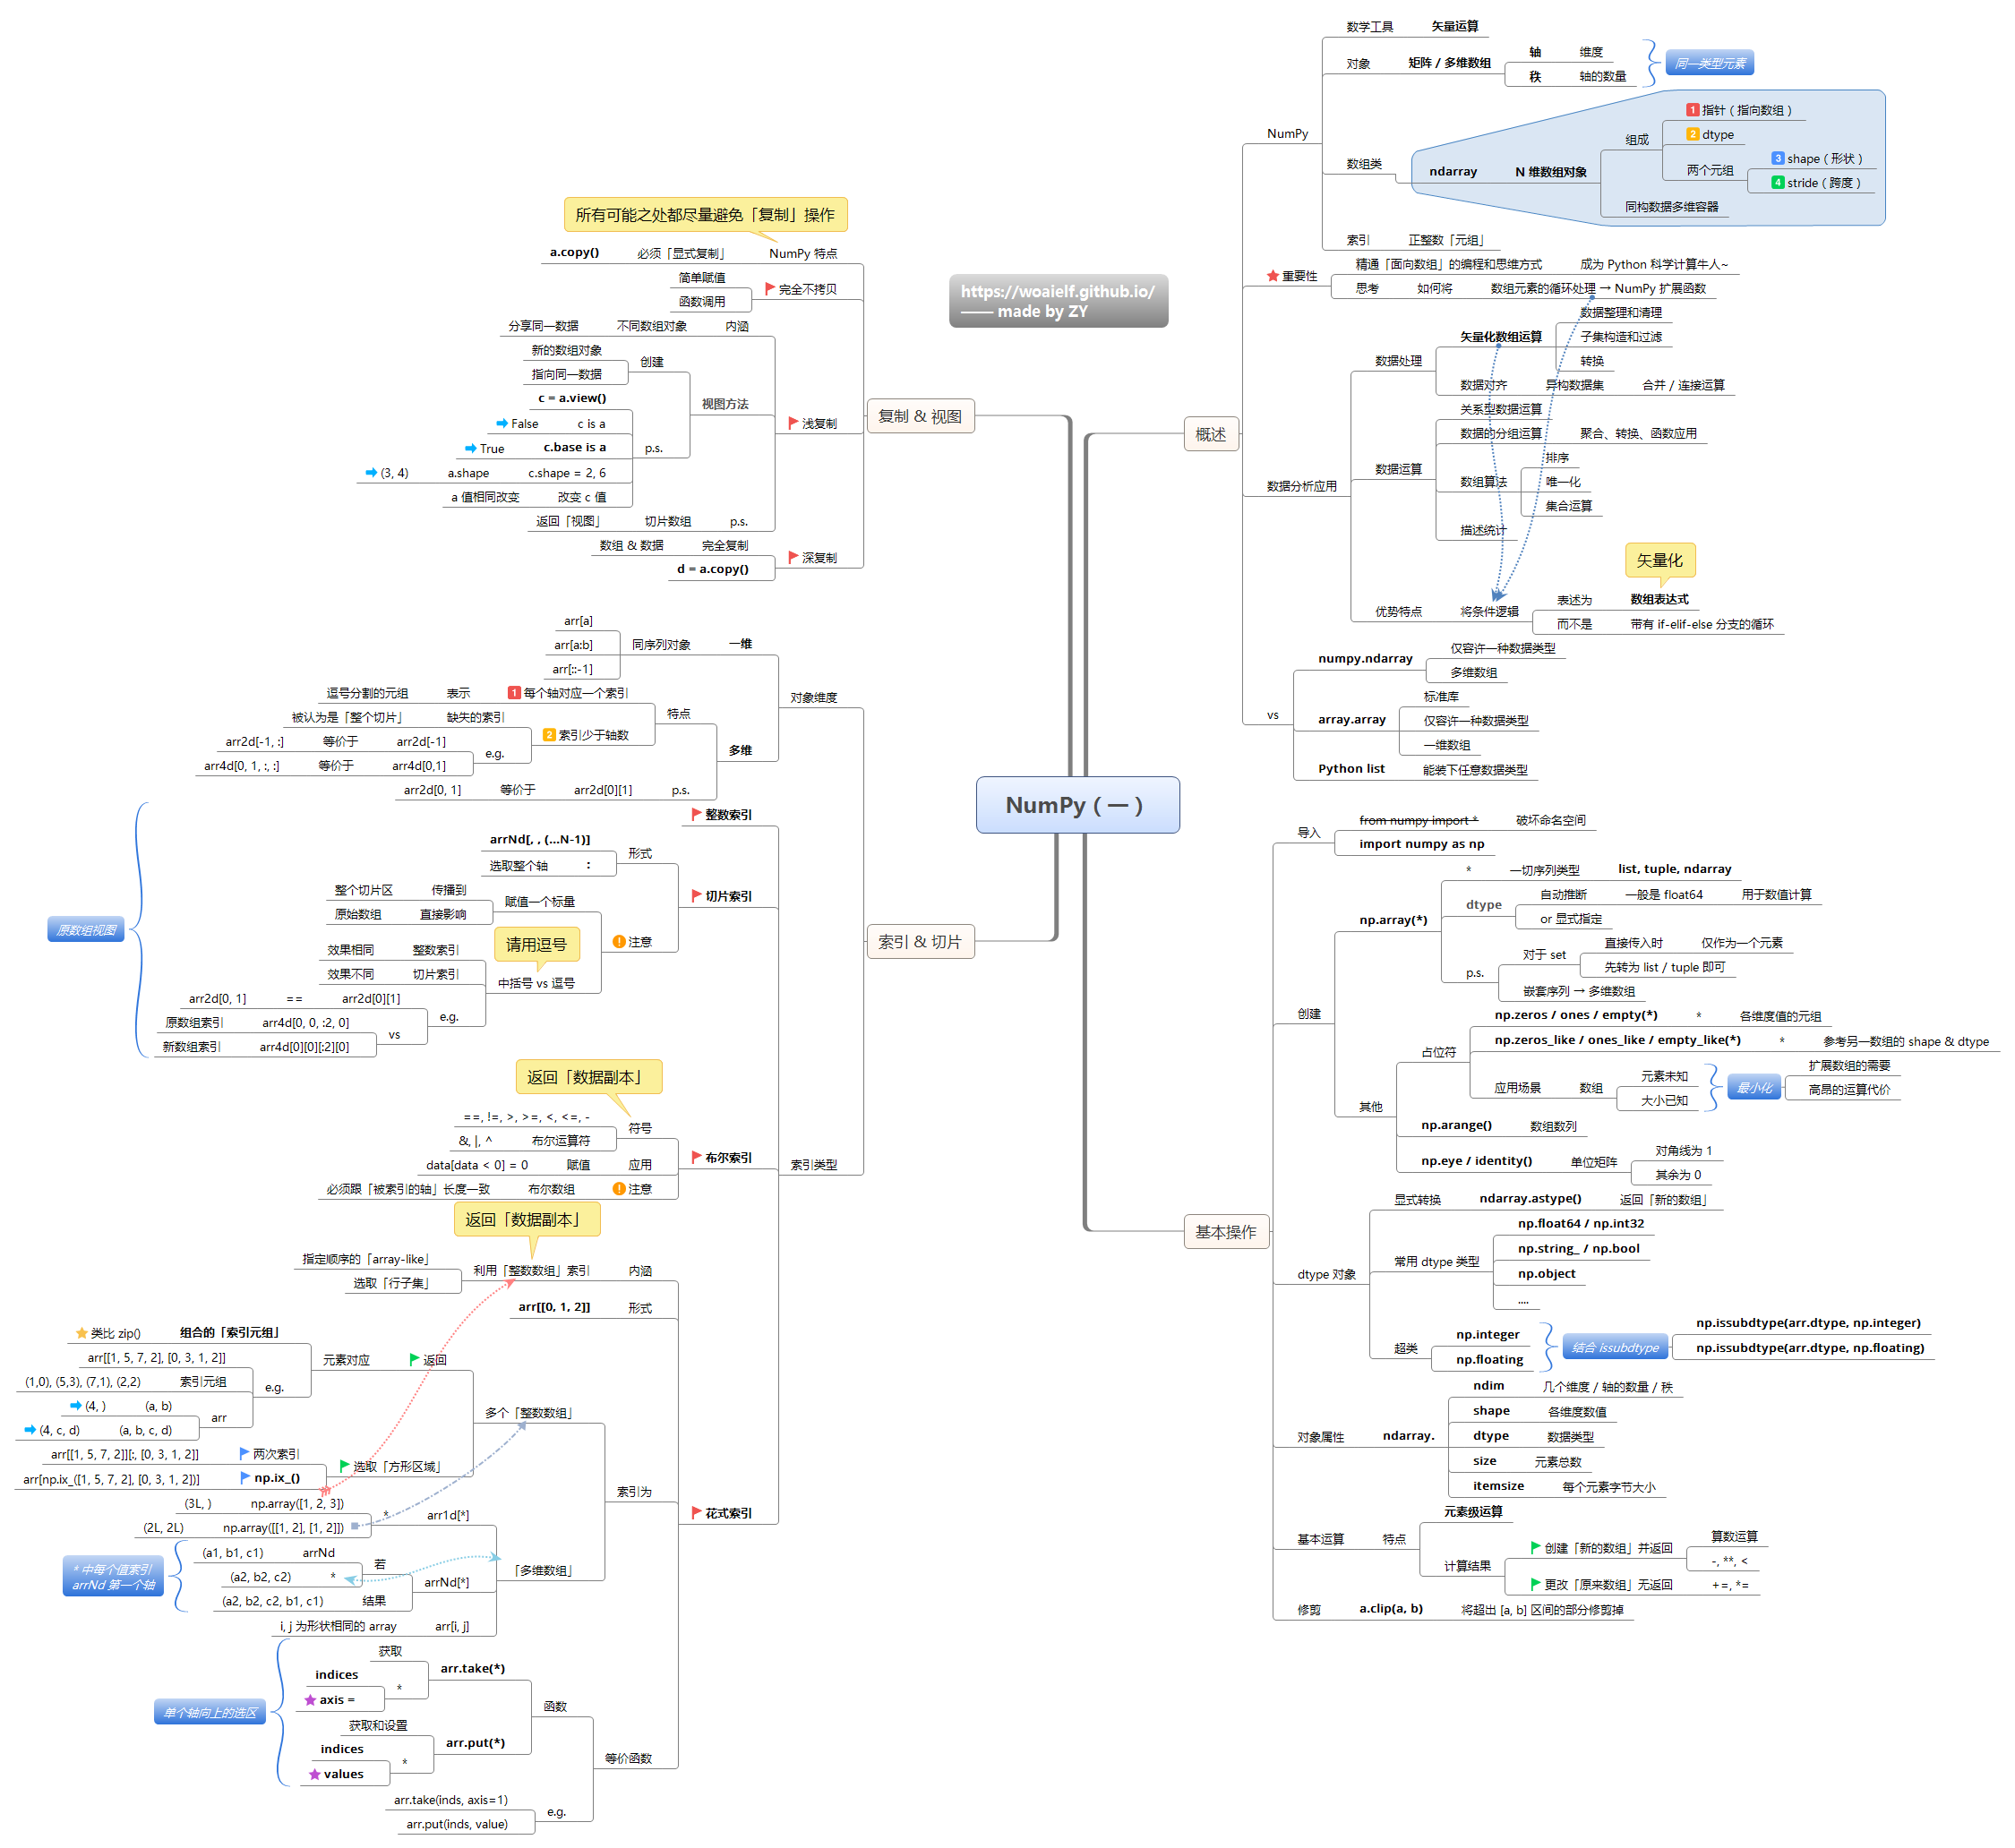 NumPy（一）
https://woaielf.github.io/
—— made by ZY
概述
NumPy
数学工具 矢量运算
对象 矩阵 / 多维数组
轴 维度
秩 轴的数量
同一类型元素
数组类 ndarray N 维数组对象
组成
1 指针（指向数组）
2 dtype
两个元组
3 shape（形状）
4 stride（跨度）
同构数据多维容器
索引 正整数「元组」
重要性
精通「面向数组」的编程和思维方式 成为 Python 科学计算牛人~
思考 如何将 数组元素的循环处理 → NumPy 扩展函数
数据分析应用
数据处理
矢量化数组运算
数据整理和清理
子集构造和过滤
转换
数据对齐 异构数据集 合并 / 连接运算
数据运算
关系型数据运算
数据的分组运算 聚合、转换、函数应用
数组算法
排序
唯一化
集合运算
描述统计
优势特点 将条件逻辑
矢量化
表述为 数组表达式
而不是 带有 if-elif-else 分支的循环
vs
numpy.ndarray
仅容许一种数据类型
多维数组
array.array
标准库
仅容许一种数据类型
一维数组
Python list 能装下任意数据类型
基本操作
导入
from numpy import * 破坏命名空间
import numpy as np
创建
np.array(*)
* 一切序列类型 list, tuple, ndarray
dtype
自动推断 一般是 float64 用于数值计算
or 显式指定
p.s.
对于 set
直接传入时 仅作为一个元素
先转为 list / tuple 即可
嵌套序列 → 多维数组
其他
占位符
np.zeros / ones / empty(*) * 各维度值的元组
np.zeros_like / ones_like / empty_like(*) * 参考另一数组的 shape & dtype
应用场景 数组
元素未知
大小已知
最小化
扩展数组的需要
高昂的运算代价
np.arange() 数组数列
np.eye / identity() 单位矩阵
对角线为 1
其余为 0
dtype 对象
显式转换 ndarray.astype() 返回「新的数组」
常用 dtype 类型
np.float64 / np.int32
np.string_ / np.bool
np.object
....
超类
np.integer
np.floating
结合 issubdtype
np.issubdtype(arr.dtype, np.integer)
np.issubdtype(arr.dtype, np.floating)
对象属性 ndarray.
ndim 几个维度 / 轴的数量 / 秩
shape 各维度数值
dtype 数据类型
size 元素总数
itemsize 每个元素字节大小
基本运算 特点
元素级运算
计算结果
创建「新的数组」并返回
算数运算
-, **, <
更改「原来数组」无返回 +=, *=
修剪 a.clip(a, b) 将超出 [a, b] 区间的部分修剪掉
复制 & 视图
所有可能之处都尽量避免「复制」操作
a.copy() 必须「显式复制」 NumPy 特点
完全不拷贝
简单赋值
函数调用
浅复制
分享同一数据 不同数组对象 内涵
视图方法
创建
新的数组对象
指向同一数据
p.s.
c = a.view()
False c is a
True c.base is a
(3, 4) a.shape c.shape = 2, 6
a 值相同改变 改变 c 值
返回「视图」 切片数组 p.s.
深复制
数组 & 数据 完全复制
d = a.copy()
索引 & 切片
对象维度
一维
同序列对象
arr[a]
arr[a:b]
arr[::-1]
多维
特点
逗号分割的元组 表示 1 每个轴对应一个索引
2 索引少于轴数
被认为是「整个切片」 缺失的索引
e.g.
arr2d[-1, :] 等价于 arr2d[-1]
arr4d[0, 1, :, :] 等价于 arr4d[0,1]
arr2d[0, 1] 等价于 arr2d[0][1] p.s.
索引类型
整数索引
切片索引
原数组视图
形式
arrNd[, , (...N-1)]
选取整个轴 :
注意
赋值一个标量
整个切片区 传播到
原始数组 直接影响
请用逗号
中括号 vs 逗号
效果相同 整数索引
效果不同 切片索引
e.g.
arr2d[0, 1] == arr2d[0][1]
vs
原数组索引 arr4d[0, 0, :2, 0]
新数组索引 arr4d[0][0][:2][0]
布尔索引
返回「数据副本」
符号
==, !=, >, >=, <, <=, -
&, |, ^ 布尔运算符
data[data < 0] = 0 赋值 应用
必须跟「被索引的轴」长度一致 布尔数组 注意
花式索引
返回「数据副本」
利用「整数数组」索引 内涵
指定顺序的「array-like」
选取「行子集」
arr[[0, 1, 2]] 形式
索引为
多个「整数数组」
返回
元素对应
类比 zip() 组合的「索引元组」
e.g.
arr[[1, 5, 7, 2], [0, 3, 1, 2]]
(1,0), (5,3), (7,1), (2,2) 索引元组
arr
(4, ) (a, b)
(4, c, d) (a, b, c, d)
选取「方形区域」
arr[[1, 5, 7, 2]][:, [0, 3, 1, 2]] 两次索引
arr[np.ix_([1, 5, 7, 2], [0, 3, 1, 2])] np.ix_()
「多维数组」
arr1d[*]
*
(3L, ) np.array([1, 2, 3])
(2L, 2L) np.array([[1, 2], [1, 2]])
arrNd[*]
* 中每个值索引
arrNd 第一个轴
若
(a1, b1, c1) arrNd
(a2, b2, c2) *
(a2, b2, c2, b1, c1) 结果
i, j 为形状相同的 array arr[i, j]
等价函数
单个轴向上的选区
函数
arr.take(*)
获取
*
indices
axis =
arr.put(*)
获取和设置
*
indices
values
e.g.
arr.take(inds, axis=1)
arr.put(inds, value)